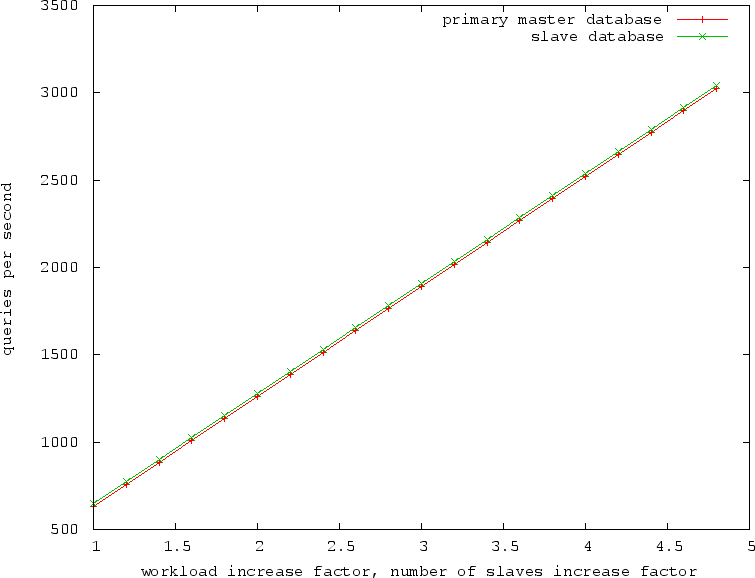 3500
3000
2500
2000
1500
1000
500
queries per second
primary master database
slave database
1 1.5 2 2.5 3 3.5 4 4.5 5
workload increase factor, number of slaves increase factor